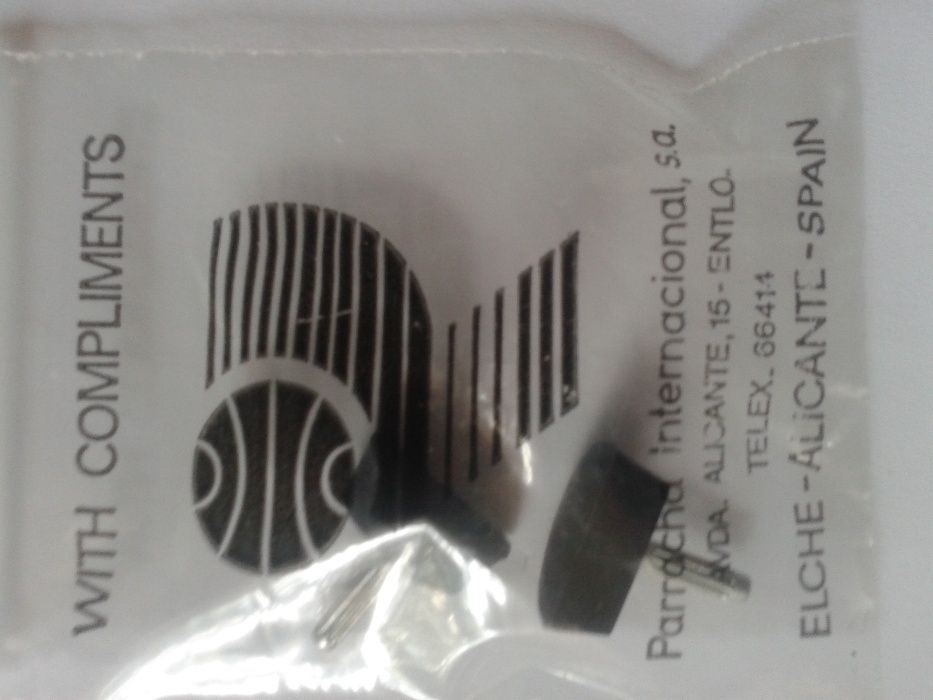 WITH COMPLIMENTS
Parracha internacional, s.a.
AVDA. ALICANTE, 15 - ENTLO.
TELEX. 66414
ELCHE - ALICANTE - SPAIN